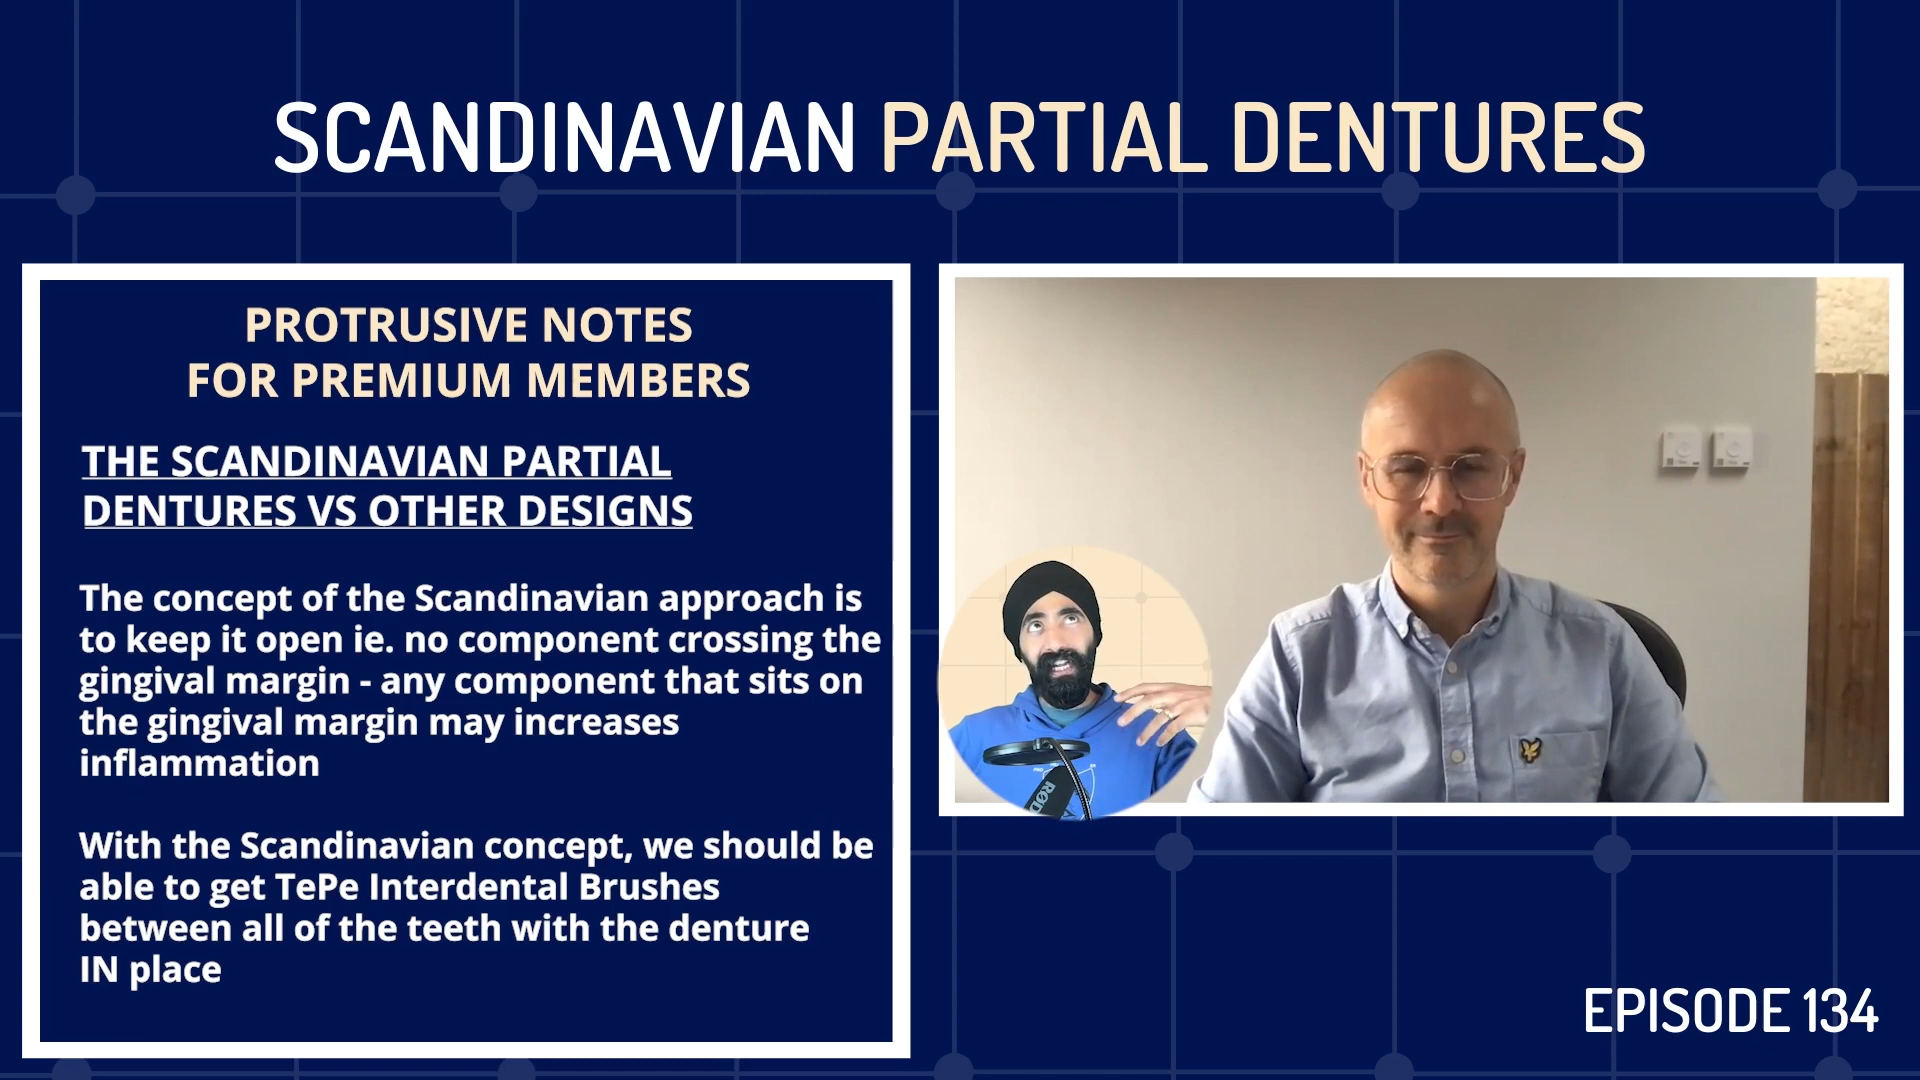 SCANDINAVIAN PARTIAL DENTURES
PROTRUSIVE NOTES
FOR PREMIUM MEMBERS
THE SCANDINAVIAN PARTIAL
DENTURES VS OTHER DESIGNS
The concept of the Scandinavian approach is
to keep it open ie. no component crossing the
gingival margin - any component that sits on
the gingival margin may increases
inflammation
With the Scandinavian concept, we should be
able to get TePe Interdental Brushes
between all of the teeth with the denture
IN place
RØD
EPISODE 134